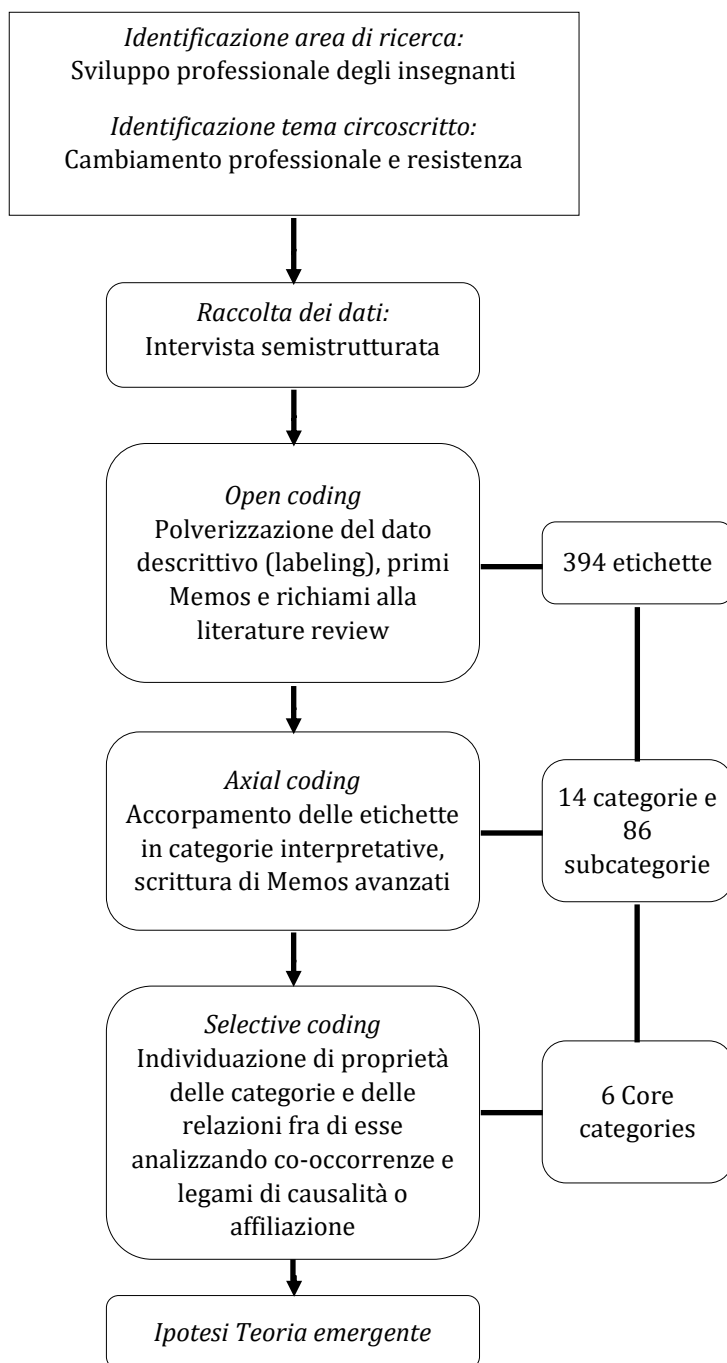 Identificazione area di ricerca:
Sviluppo professionale degli insegnanti
Identificazione tema circoscritto:
Cambiamento professionale e resistenza
Raccolta dei dati:
Intervista semistrutturata
Open coding
Polverizzazione del dato
descrittivo (labeling), primi
Memos e richiami alla
literature review
394 etichette
Axial coding
Accorpamento delle etichette
in categorie interpretative,
scrittura di Memos avanzati
14 categorie e
86
subcategorie
Selective coding
Individuazione di proprietà
delle categorie e delle
relazioni fra di esse
analizzando co-occorrenze e
legami di causalità o
affiliazione
6 Core
categories
Ipotesi Teoria emergente